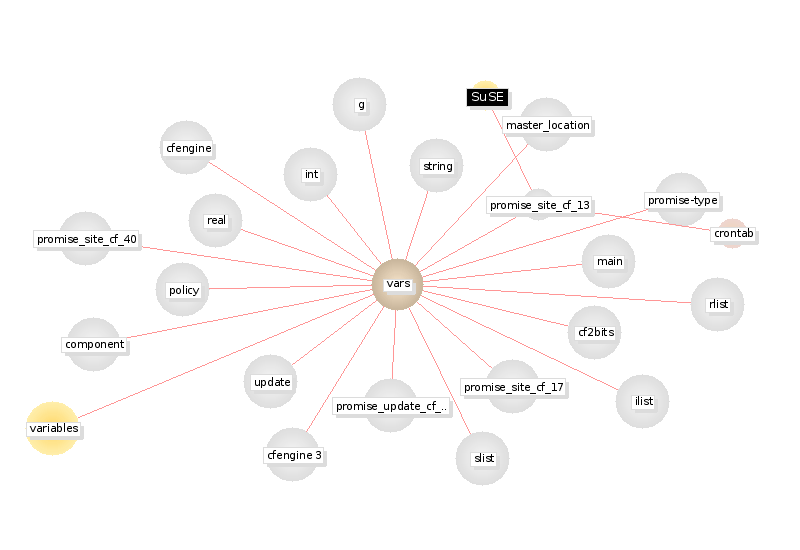 SuSE
g
master_location
cfengine
string
int
promise-type
promise_site_cf_13
real
crontab
promise_site_cf_40
main
vars
policy
rlist
cf2bits
component
update
promise_site_cf_17
ilist
promise_update_cf_..
variables
cfengine 3
slist